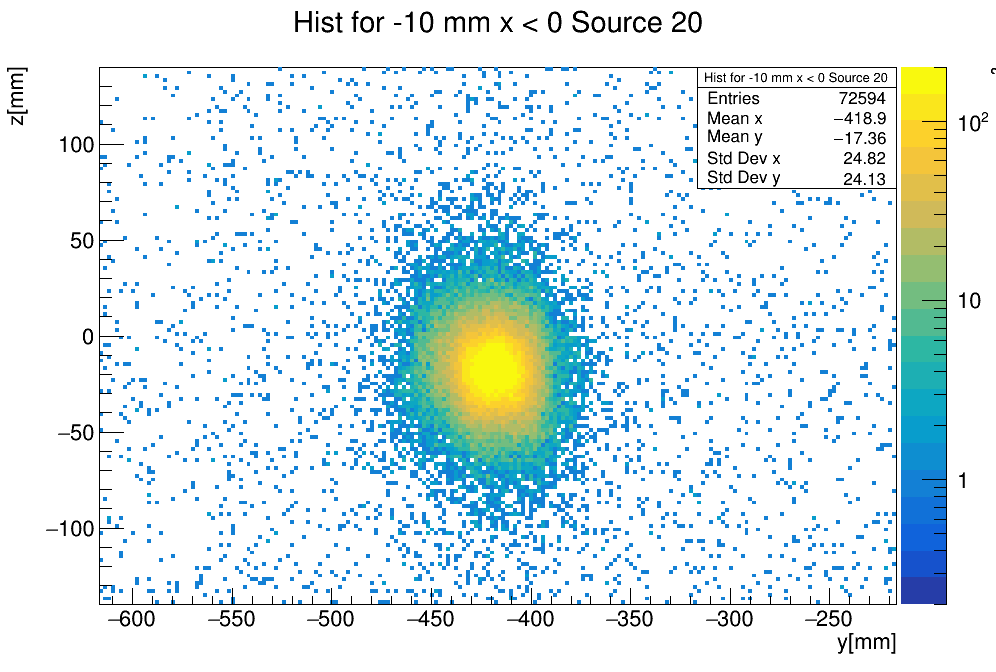 Hist for -10 mm x < 0 Source 20
z[mm]
Hist for -10 mm x < 0 Source 20
Entries 72594
Mean x −418.9
Mean y −17.36
Std Dev x 24.82
Std Dev y 24.13
100
50
0
−50
−100
−600 −550 −500 −450 −400 −350 −300 −250
y[mm]
10²
10
1